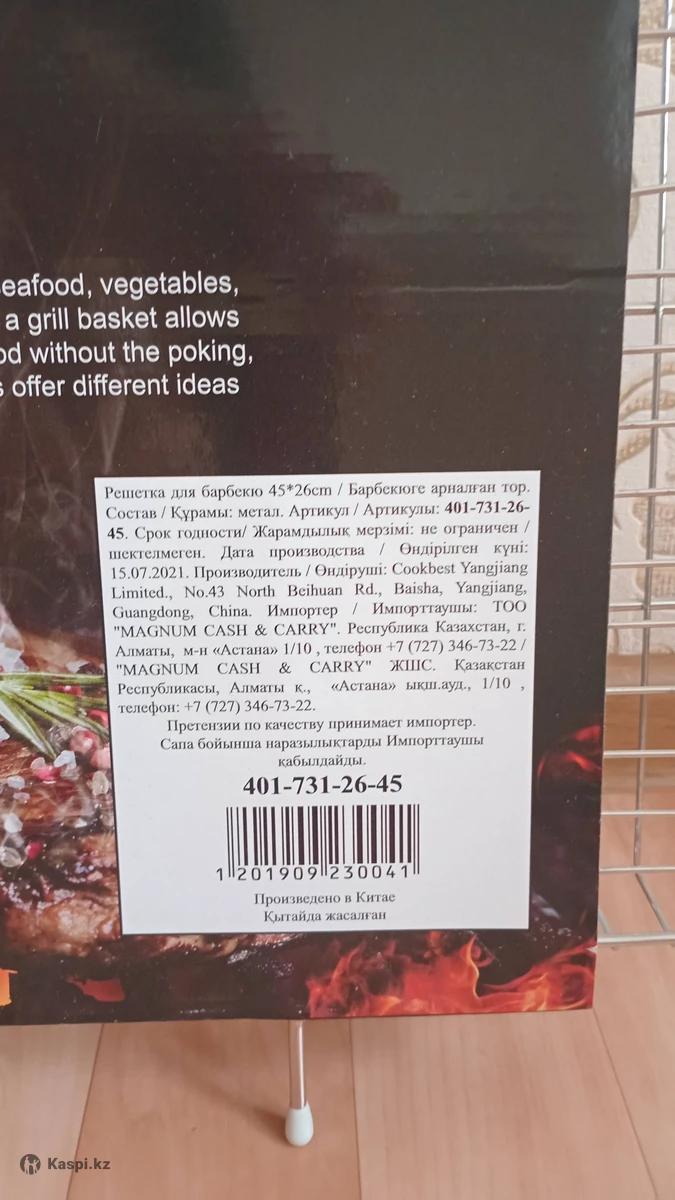 eafood, vegetables,
a grill basket allows
od without the poking,
s offer different ideas
Решетка для барбекю 45*26cm / Барбекюге арналған тор.
Состав / Құрамы: метал. Артикул / Артикулы: 401-731-26-
45. Срок годности/ Жарамдылық мерзімі: не ограничен /
шектелмеген. Дата производства / Өндірілген күні:
15.07.2021. Производитель / Өндіруші: Cookbest Yangjiang
Limited., No.43 North Beihuan Rd., Baisha, Yangjiang,
Guangdong, China. Импортер / Импорттаушы: ТОО
"MAGNUM CASH & CARRY". Республика Казахстан, г.
Алматы, м-н «Астана» 1/10 , телефон +7 (727) 346-73-22 /
"MAGNUM CASH & CARRY" ЖШС. Қазақстан
Республикасы, Алматы қ., «Астана» ықш.ауд., 1/10 ,
телефон: +7 (727) 346-73-22.
Претензии по качеству принимает импортер.
Сапа бойынша наразылықтарды Импорттаушы
қабылдайды.
401-731-26-45
1 201909 230041
Произведено в Китае
Қытайда жасалған
Kaspi.kz